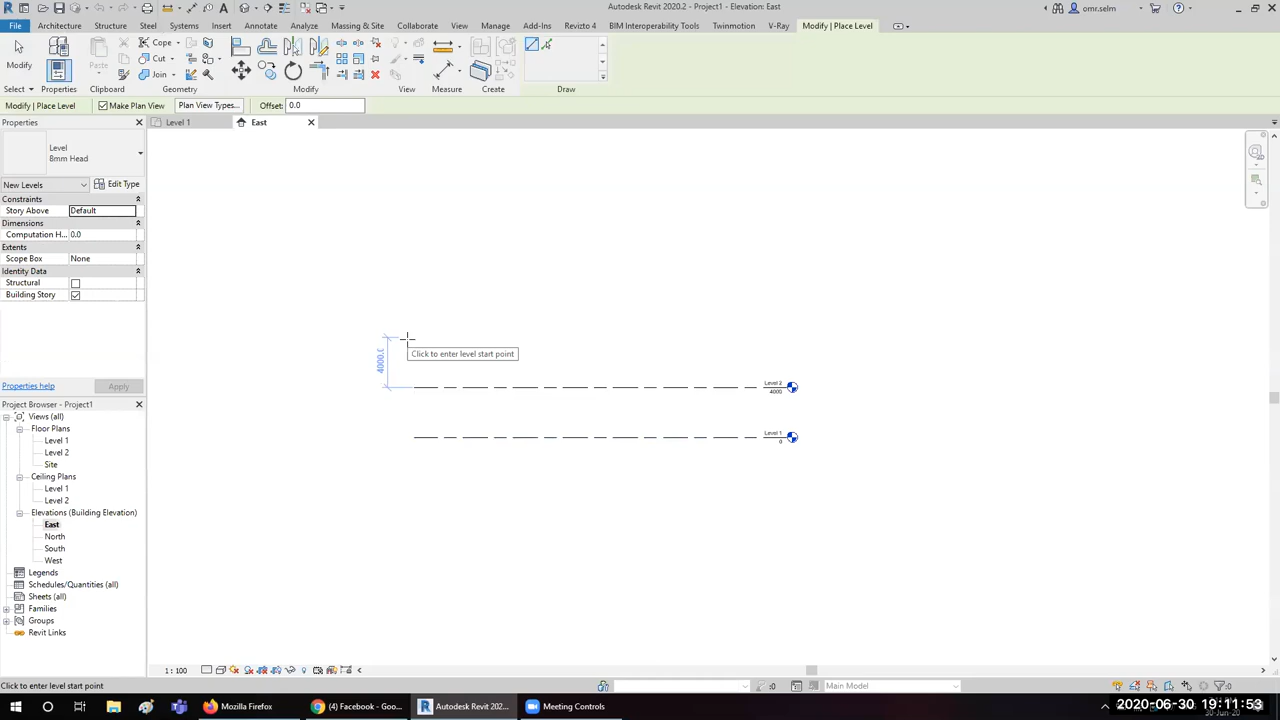 Autodesk Revit 2020.2 - Project1 - Elevation: East
omr.selm
File Architecture Structure Steel Systems Insert Annotate Analyze Massing & Site Collaborate View Manage Add-Ins Revizto 4 BIM Interoperability Tools Twinmotion V-Ray Modify | Place Level
Modify
Paste
Cope
Cut
Join
Select Properties Clipboard Geometry Modify View Measure Create Draw
Modify | Place Level Make Plan View Plan View Types... Offset: 0.0
Properties
Level 1 East
Level
8mm Head
New Levels Edit Type
Constraints
Story Above Default
Dimensions
Computation H... 0.0
Extents
Scope Box None
Identity Data
Structural
Building Story
Properties help Apply
Project Browser - Project1
Views (all)
Floor Plans
Level 1
Level 2
Site
Ceiling Plans
Level 1
Level 2
Elevations (Building Elevation)
East
North
South
West
Legends
Schedules/Quantities (all)
Sheets (all)
Families
Groups
Revit Links
4000.0
Click to enter level start point
Level 2
4000
Level 1
0
2D
1 : 100
Click to enter level start point
:0
Main Model
:0
Mozilla Firefox
Facebook - Goo...
Autodesk Revit 202...
Meeting Controls
2020-06-30 19:11:53
30-Jun-20